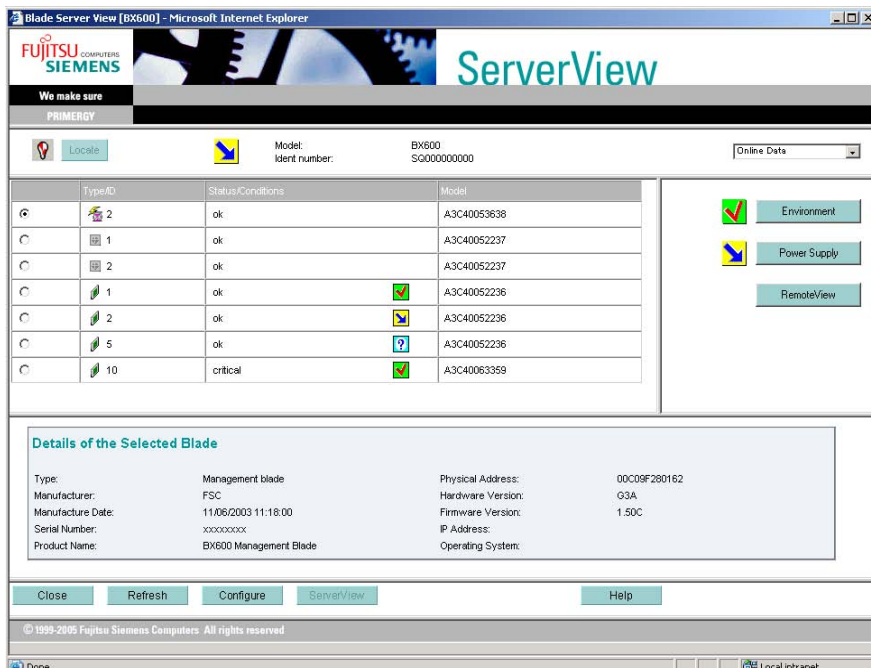 Blade Server View [BX600] - Microsoft Internet Explorer
FUJITSU COMPUTERS
SIEMENS
ServerView
We make sure
PRIMERGY
Locate
Model: BX600
Ident number: SQ000000000
Online Data
Type/ID Status/Conditions Model
2 ok A3C40053638
1 ok A3C40052237
2 ok A3C40052237
1 ok A3C40052236
2 ok A3C40052236
5 ok ? A3C40052236
10 critical A3C40063359
Environment
Power Supply
RemoteView
Details of the Selected Blade
Type: Management blade Physical Address: 00C09F280162
Manufacturer: FSC Hardware Version: G3A
Manufacture Date: 11/06/2003 11:18:00 Firmware Version: 1.50C
Serial Number: xxxxxxxx IP Address:
Product Name: BX600 Management Blade Operating System:
Close Refresh Configure ServerView Help
© 1999-2005 Fujitsu Siemens Computers All rights reserved
Done Local intranet